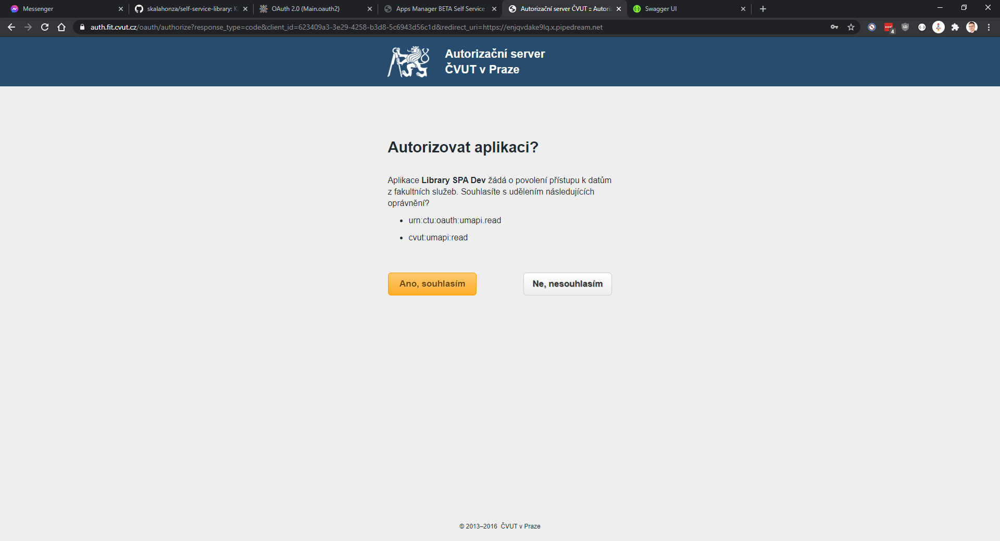 Messenger
skalahonza/self-service-library: K
OAuth 2.0 (Main.oauth2)
Apps Manager BETA Self Service
Autorizační server ČVUT :: Autori
Swagger UI
auth.fit.cvut.cz/oauth/authorize?response_type=code&client_id=623409a3-3e29-4258-b3d8-5c6943d56c1d&redirect_uri=https://enjqvdake9lq.x.pipedream.net
4
Autorizační server
ČVUT v Praze
Autorizovat aplikaci?
Aplikace Library SPA Dev žádá o povolení přístupu k datům
z fakultních služeb. Souhlasíte s udělením následujících
oprávnění?
• urn:ctu:oauth:umapi.read
• cvut:umapi:read
Ano, souhlasím
Ne, nesouhlasím
© 2013–2016 ČVUT v Praze